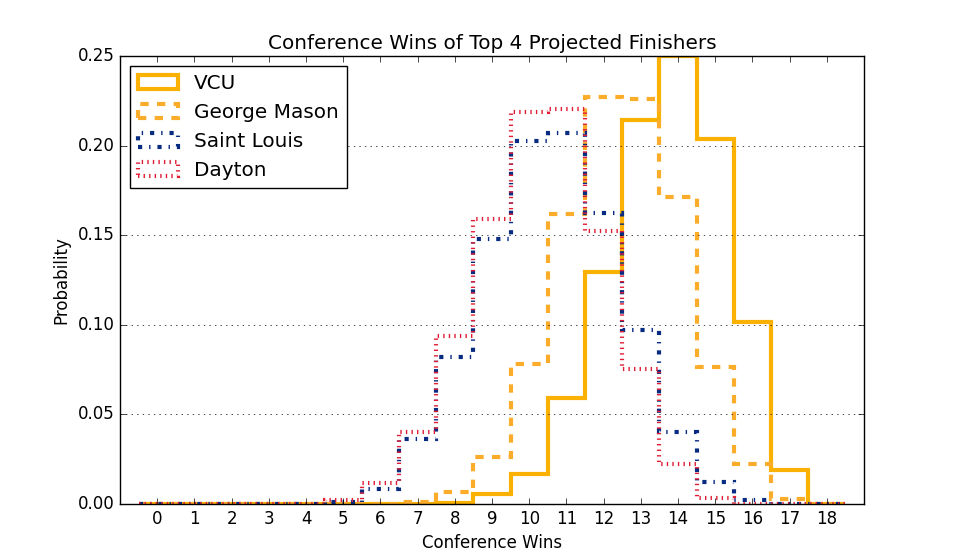 Conference Wins of Top 4 Projected Finishers
0.25
0.20
0.15
0.10
0.05
0.00
Probability
VCU
George Mason
Saint Louis
Dayton
0 1 2 3 4 5 6 7 8 9 10 11 12 13 14 15 16 17 18
Conference Wins